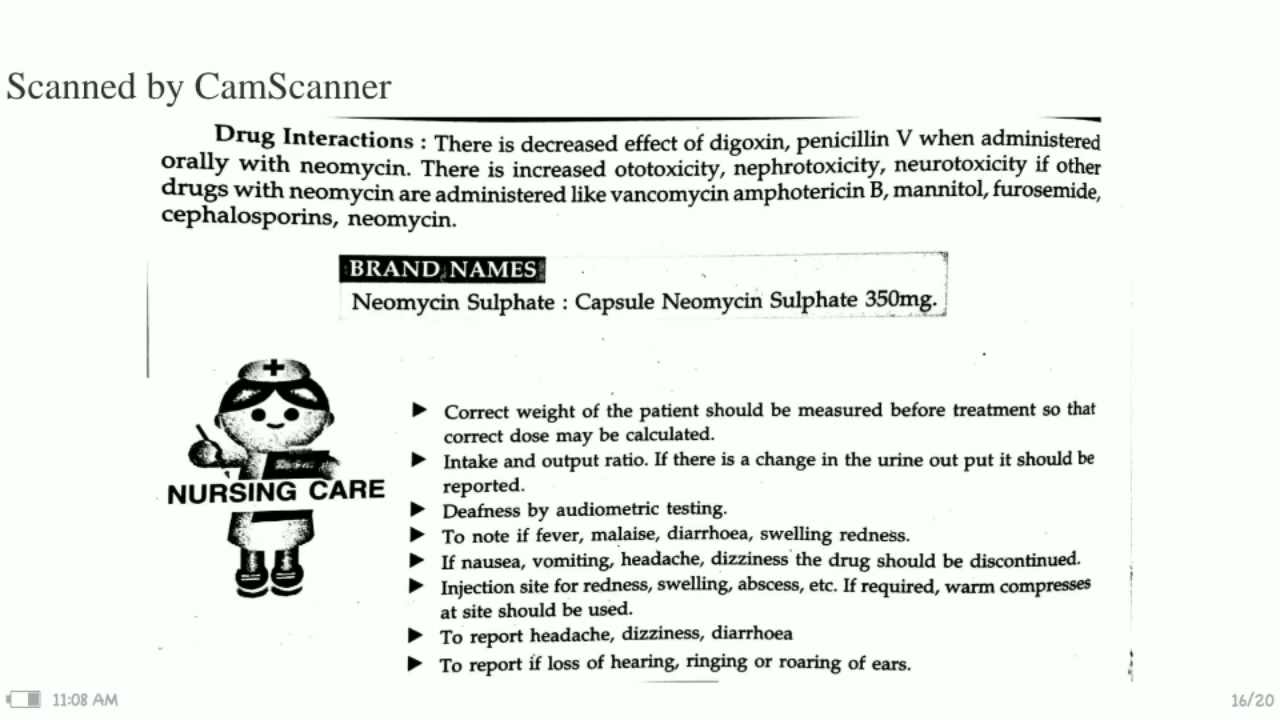 Scanned by CamScanner
Drug Interactions : There is decreased effect of digoxin, penicillin V when administered
orally with neomycin. There is increased ototoxicity, nephrotoxicity, neurotoxicity if other
drugs with neomycin are administered like vancomycin amphotericin B, mannitol, furosemide,
cephalosporins, neomycin.
BRAND NAMES
Neomycin Sulphate : Capsule Neomycin Sulphate 350mg.
NURSING CARE
► Correct weight of the patient should be measured before treatment so that
correct dose may be calculated.
► Intake and output ratio. If there is a change in the urine out put it should be
reported.
► Deafness by audiometric testing.
► To note if fever, malaise, diarrhoea, swelling redness.
► If nausea, vomiting, headache, dizziness the drug should be discontinued.
► Injection site for redness, swelling, abscess, etc. If required, warm compresses
at site should be used.
► To report headache, dizziness, diarrhoea
► To report if loss of hearing, ringing or roaring of ears.
11:08 AM
16/20